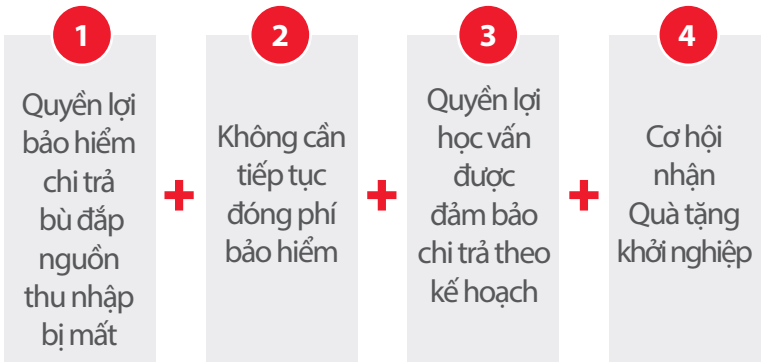 1
Quyền lợi
bảo hiểm
chi trả
bù đắp
nguồn
thu nhập
bị mất
+
2
Không cần
tiếp tục
đóng phí
bảo hiểm
+
3
Quyền lợi
học vấn
được
đảm bảo
chi trả theo
kế hoạch
+
4
Cơ hội
nhận
Quà tặng
khởi nghiệp